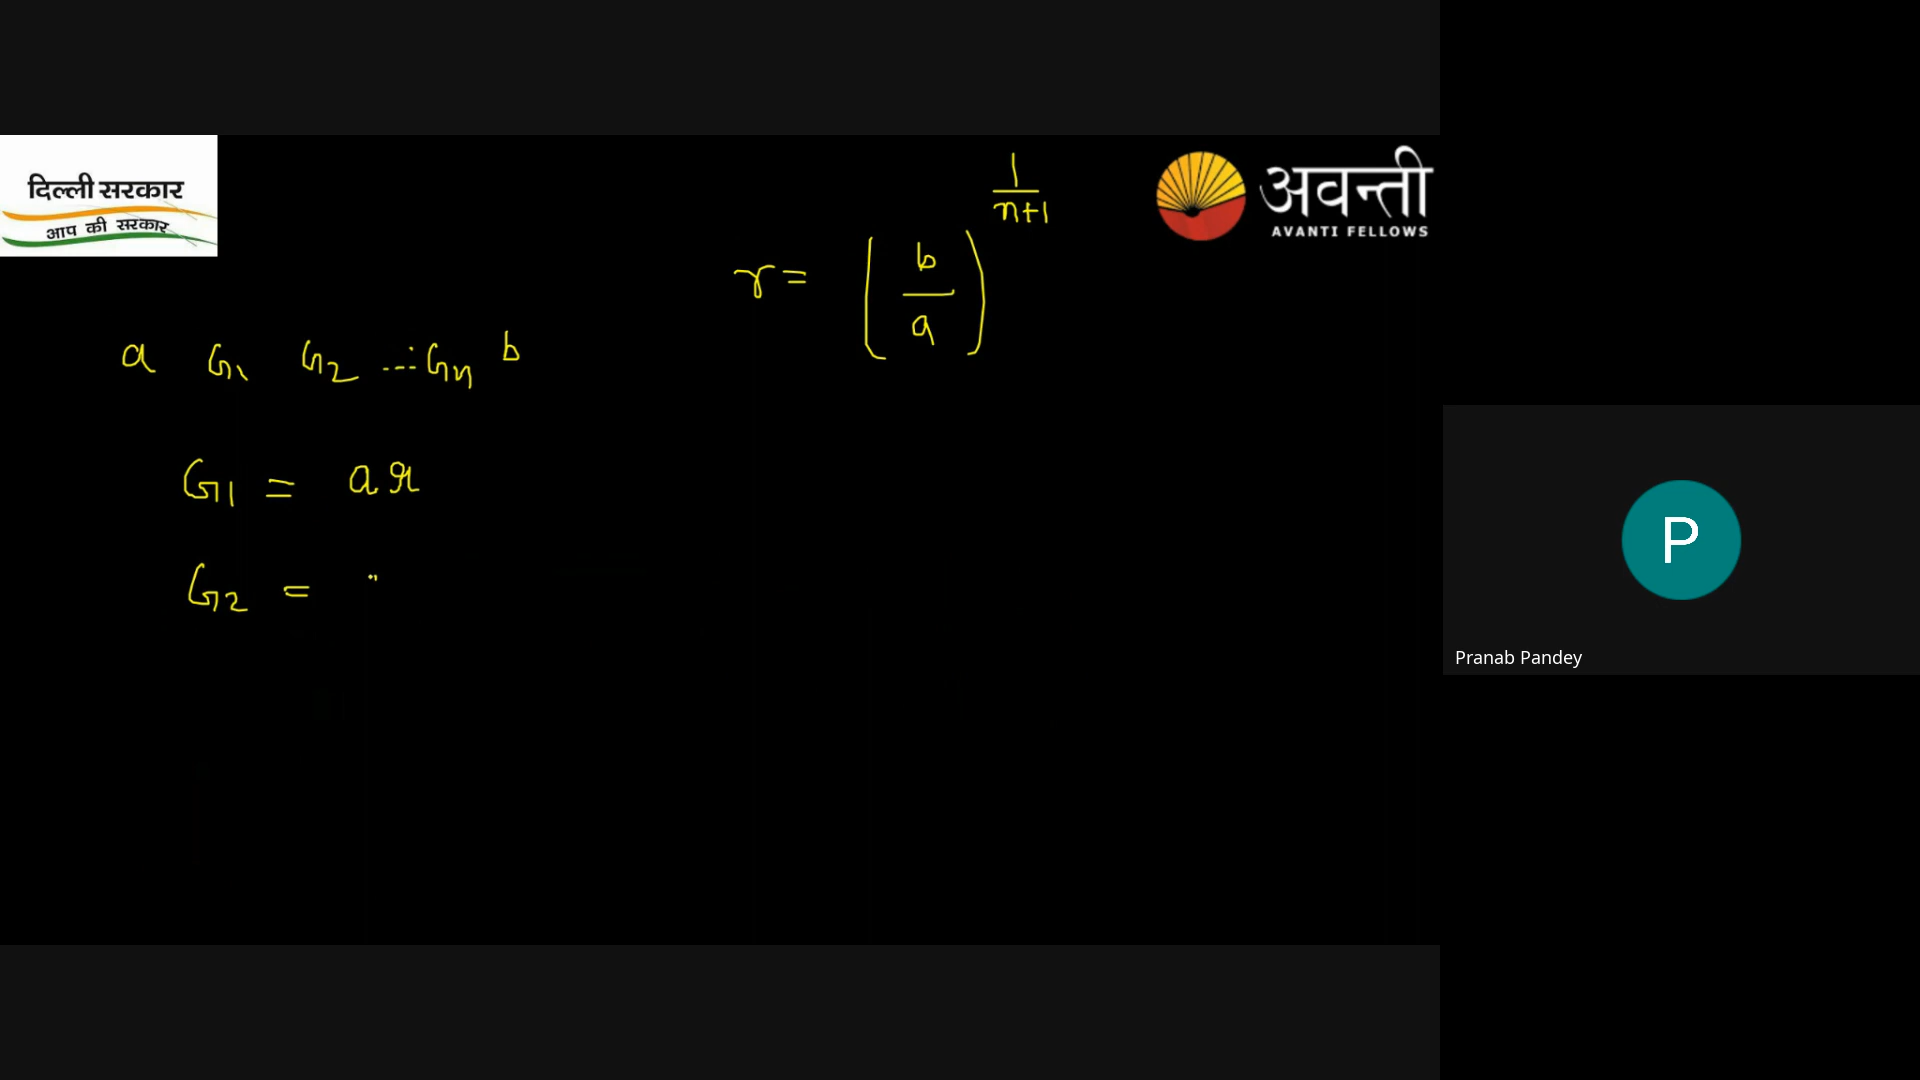 दिल्ली सरकार
आप की सरकार
अवन्ती
AVANTI FELLOWS
r = (b/a)^(1/(n+1))
a G1 G2 ...Gn b
G1 = ar
G2 =
P
Pranab Pandey